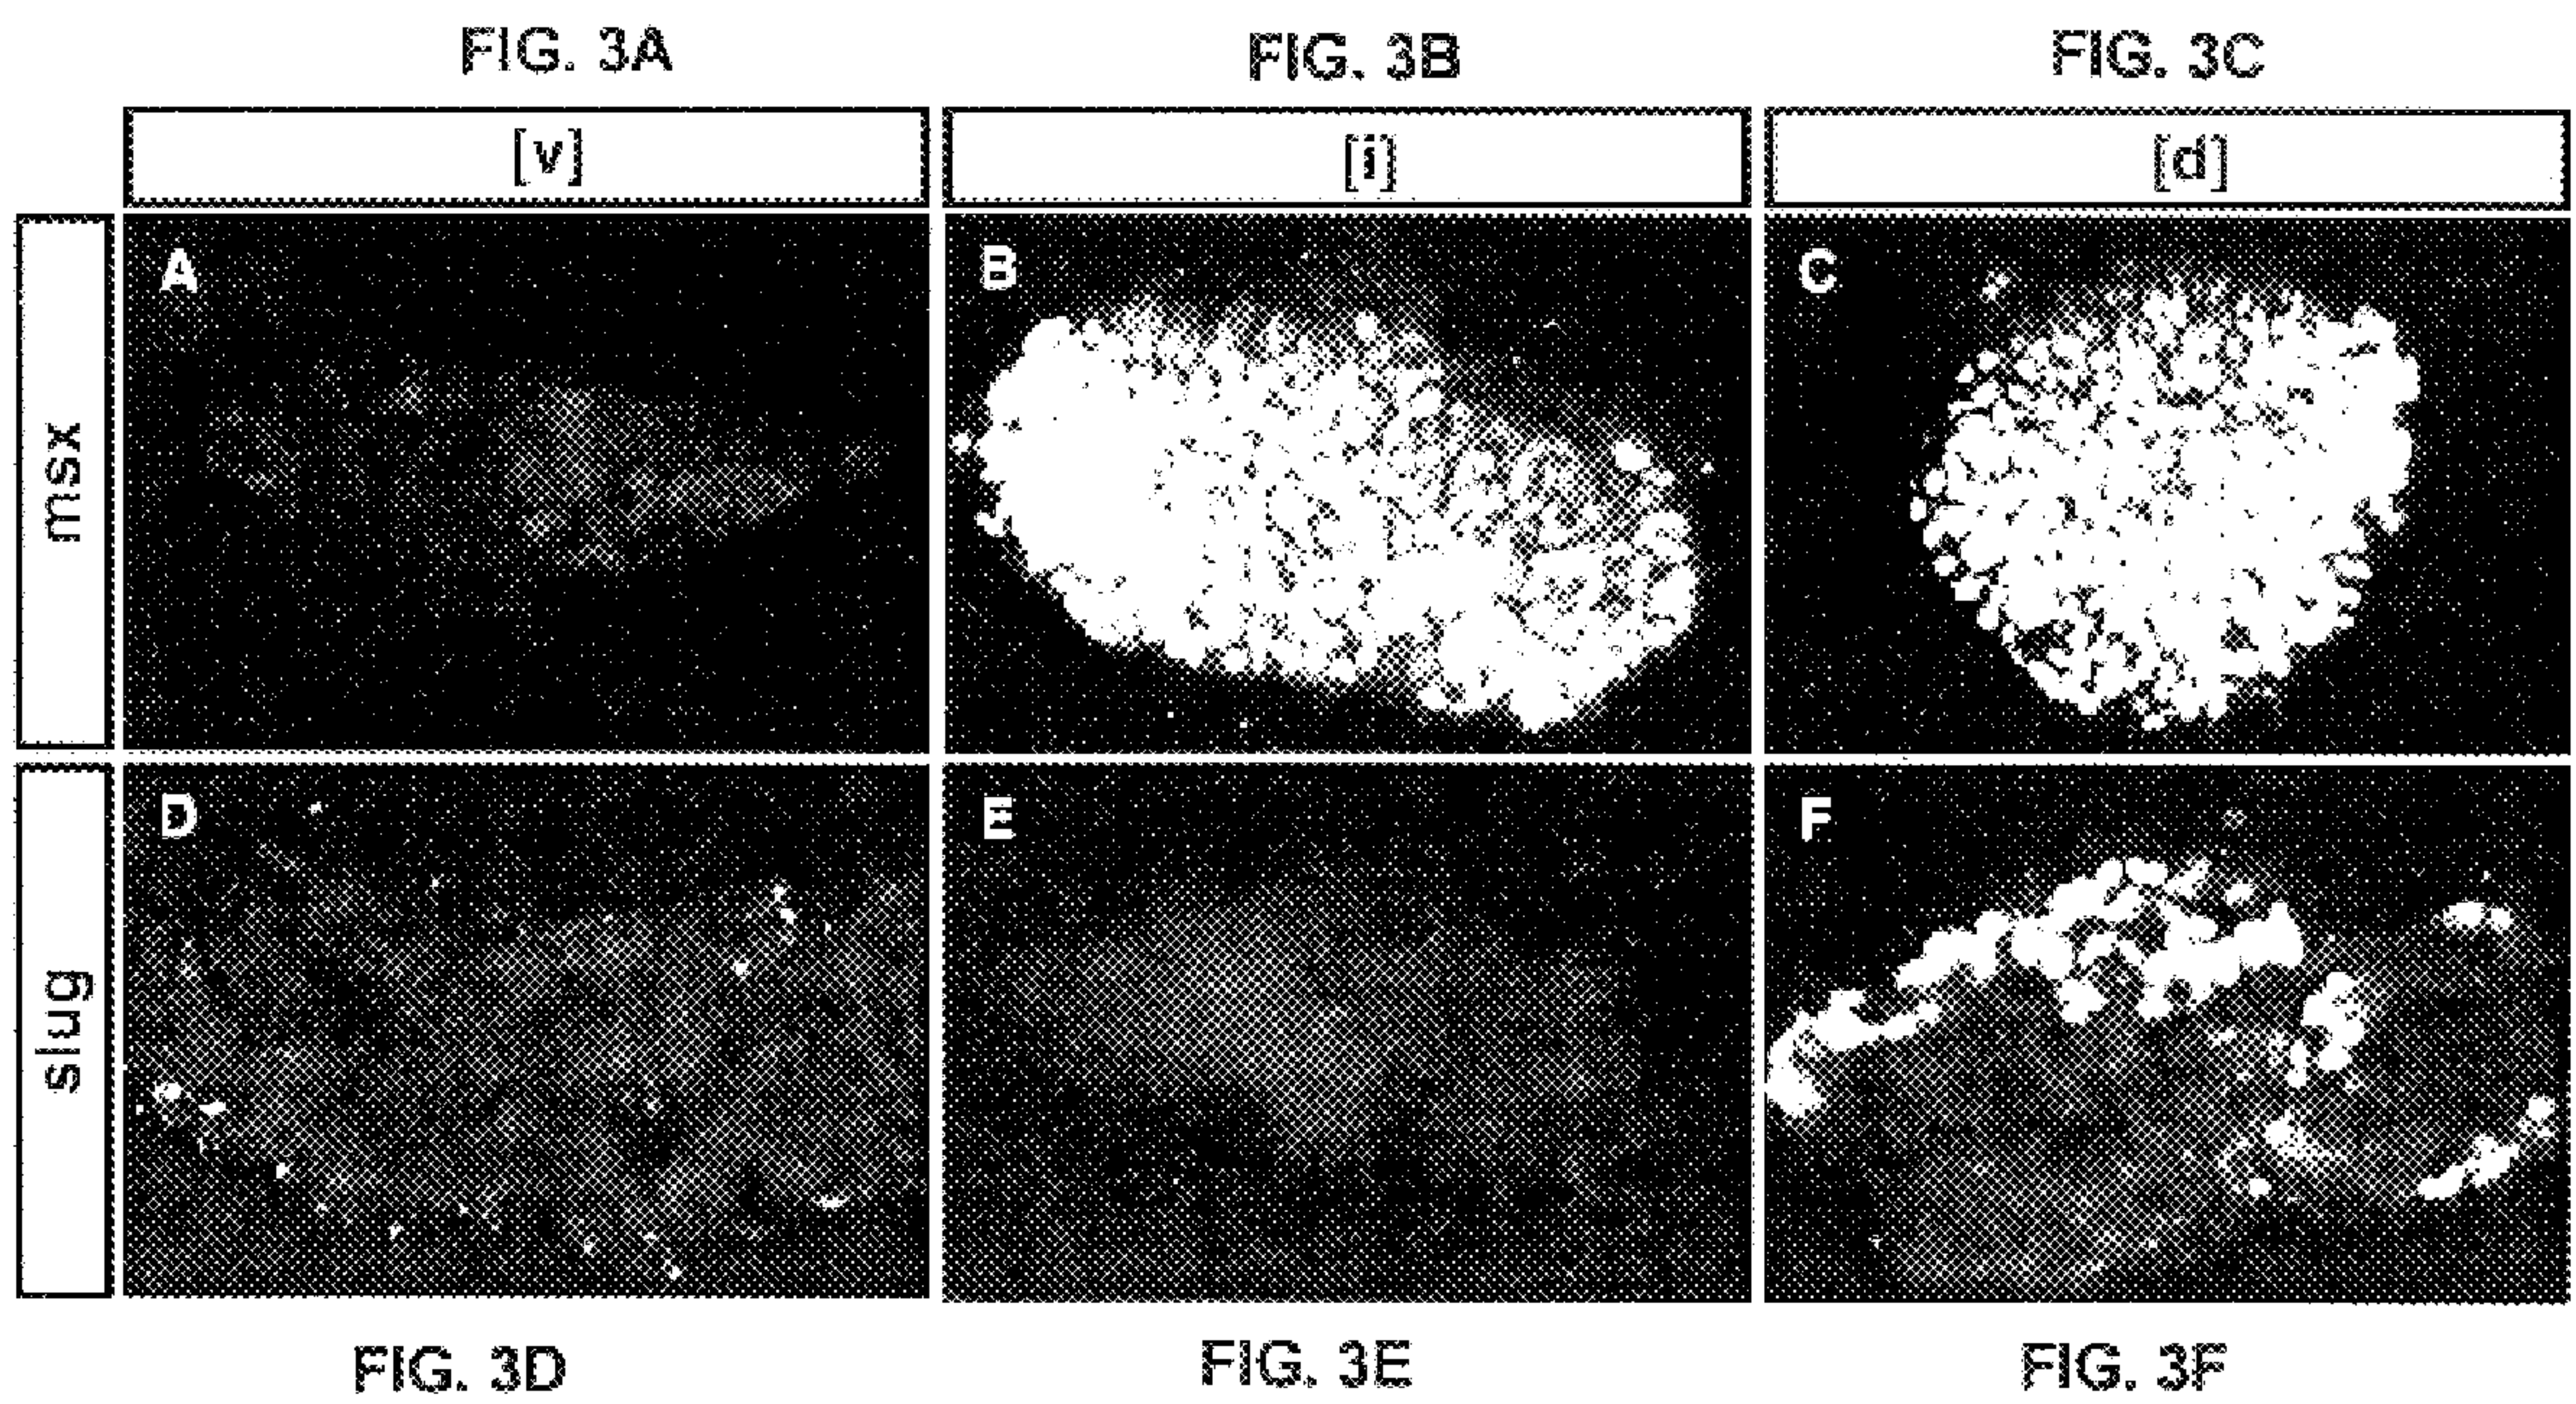 FIG. 3A
FIG. 3B
FIG. 3C
[v]
[i]
[d]
msx
A
B
C
slug
D
E
F
FIG. 3D
FIG. 3E
FIG. 3F